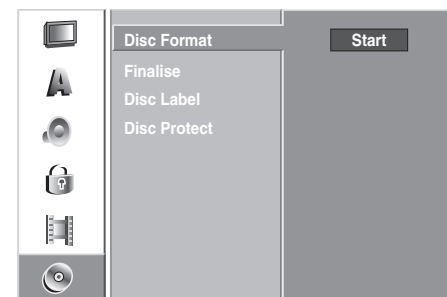 Disc Format
Start
Finalise
Disc Label
Disc Protect